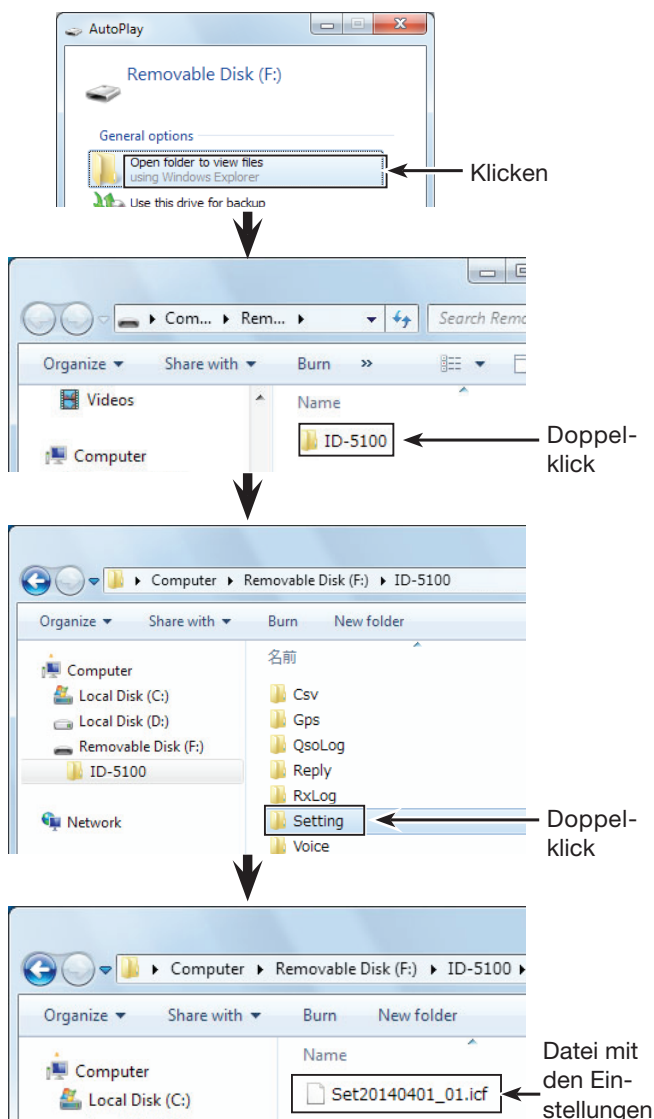 AutoPlay
Removable Disk (F:)
General options
Open folder to view files
using Windows Explorer
Klicken
Use this drive for backup
Com... Rem...
Search Remo
Organize Share with Burn »
Videos
Name
ID-5100
Computer
Doppel-
klick
Computer Removable Disk (F:) ID-5100
Organize Share with Burn New folder
Computer
Local Disk (C:)
Local Disk (D:)
Removable Disk (F:)
ID-5100
Network
名前
Csv
Gps
QsoLog
Reply
RxLog
Setting
Voice
Doppel-
klick
Computer Removable Disk (F:) ID-5100
Organize Share with Burn New folder
Computer
Local Disk (C:)
Name
Set20140401_01.icf
Datei mit
den Ein-
stellungen